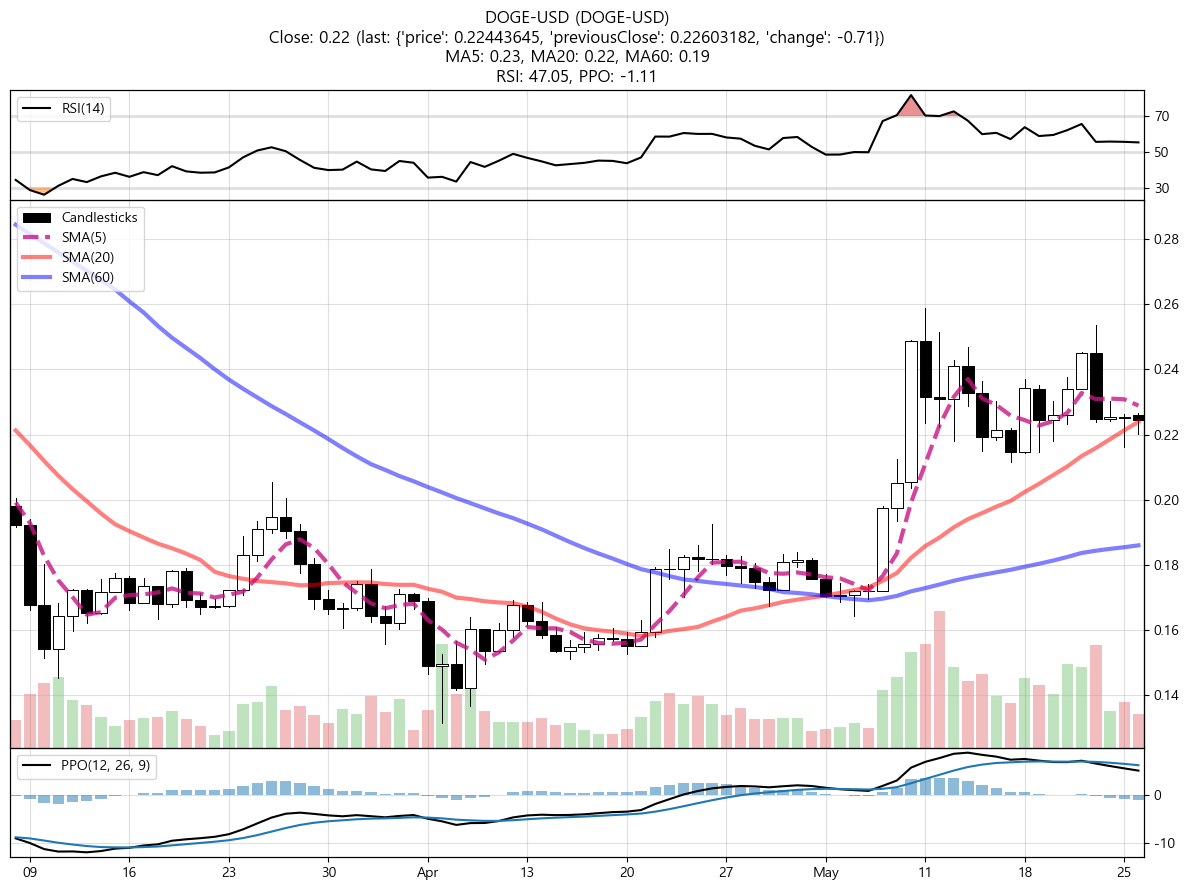 DOGE-USD (DOGE-USD)
Close: 0.22 (last: {'price': 0.22443645, 'previousClose': 0.22603182, 'change': -0.71})
MA5: 0.23, MA20: 0.22, MA60: 0.19
RSI: 47.05, PPO: -1.11
RSI(14)
70
50
30
Candlesticks
SMA(5)
SMA(20)
SMA(60)
0.28
0.26
0.24
0.22
0.20
0.18
0.16
0.14
PPO(12, 26, 9)
0
-10
09 16 23 30 Apr 13 20 27 May 11 18 25